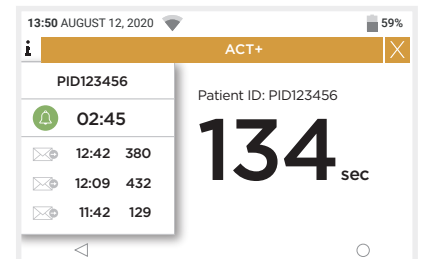 13:50 AUGUST 12, 2020 59%
i ACT+ X
PID123456
02:45
12:42 380
12:09 432
11:42 129
Patient ID: PID123456
134 sec